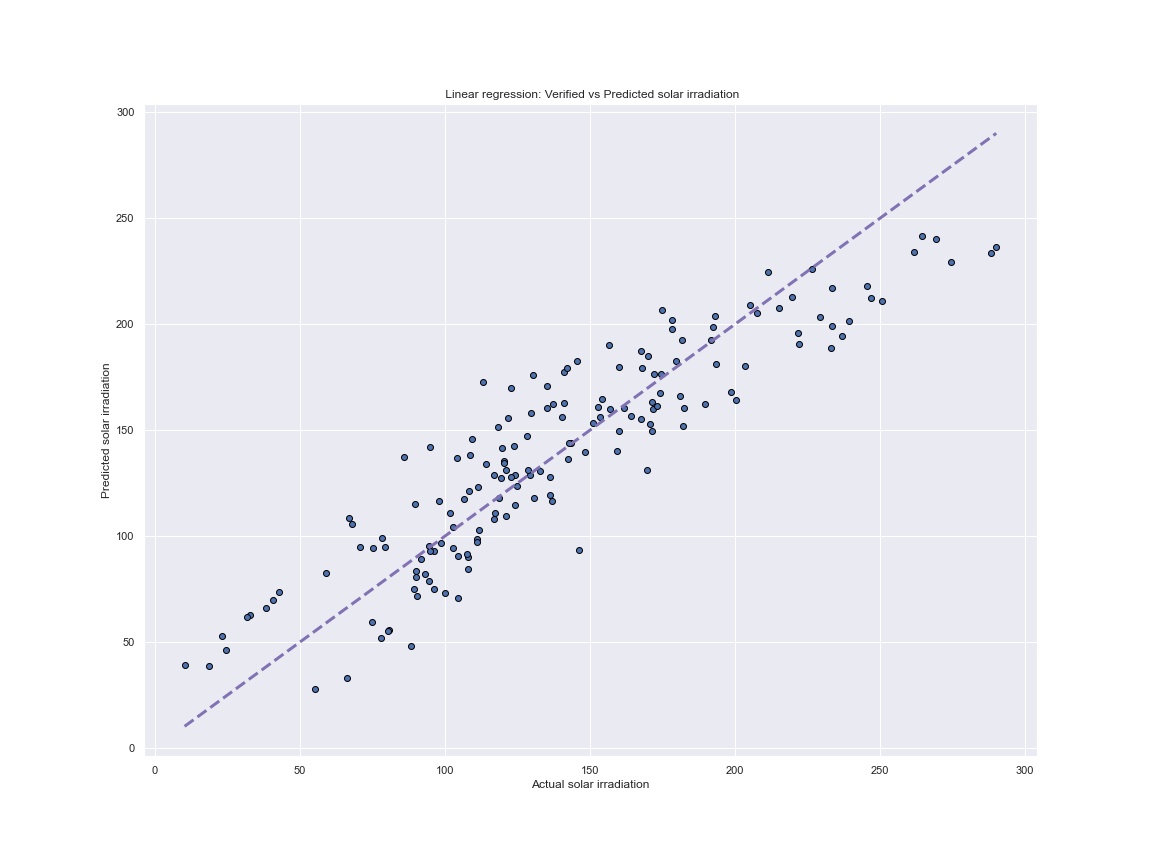 Linear regression: Verified vs Predicted solar irradiation
300
250
200
150
100
50
0
Predicted solar irradiation
0 50 100 150 200 250 300
Actual solar irradiation